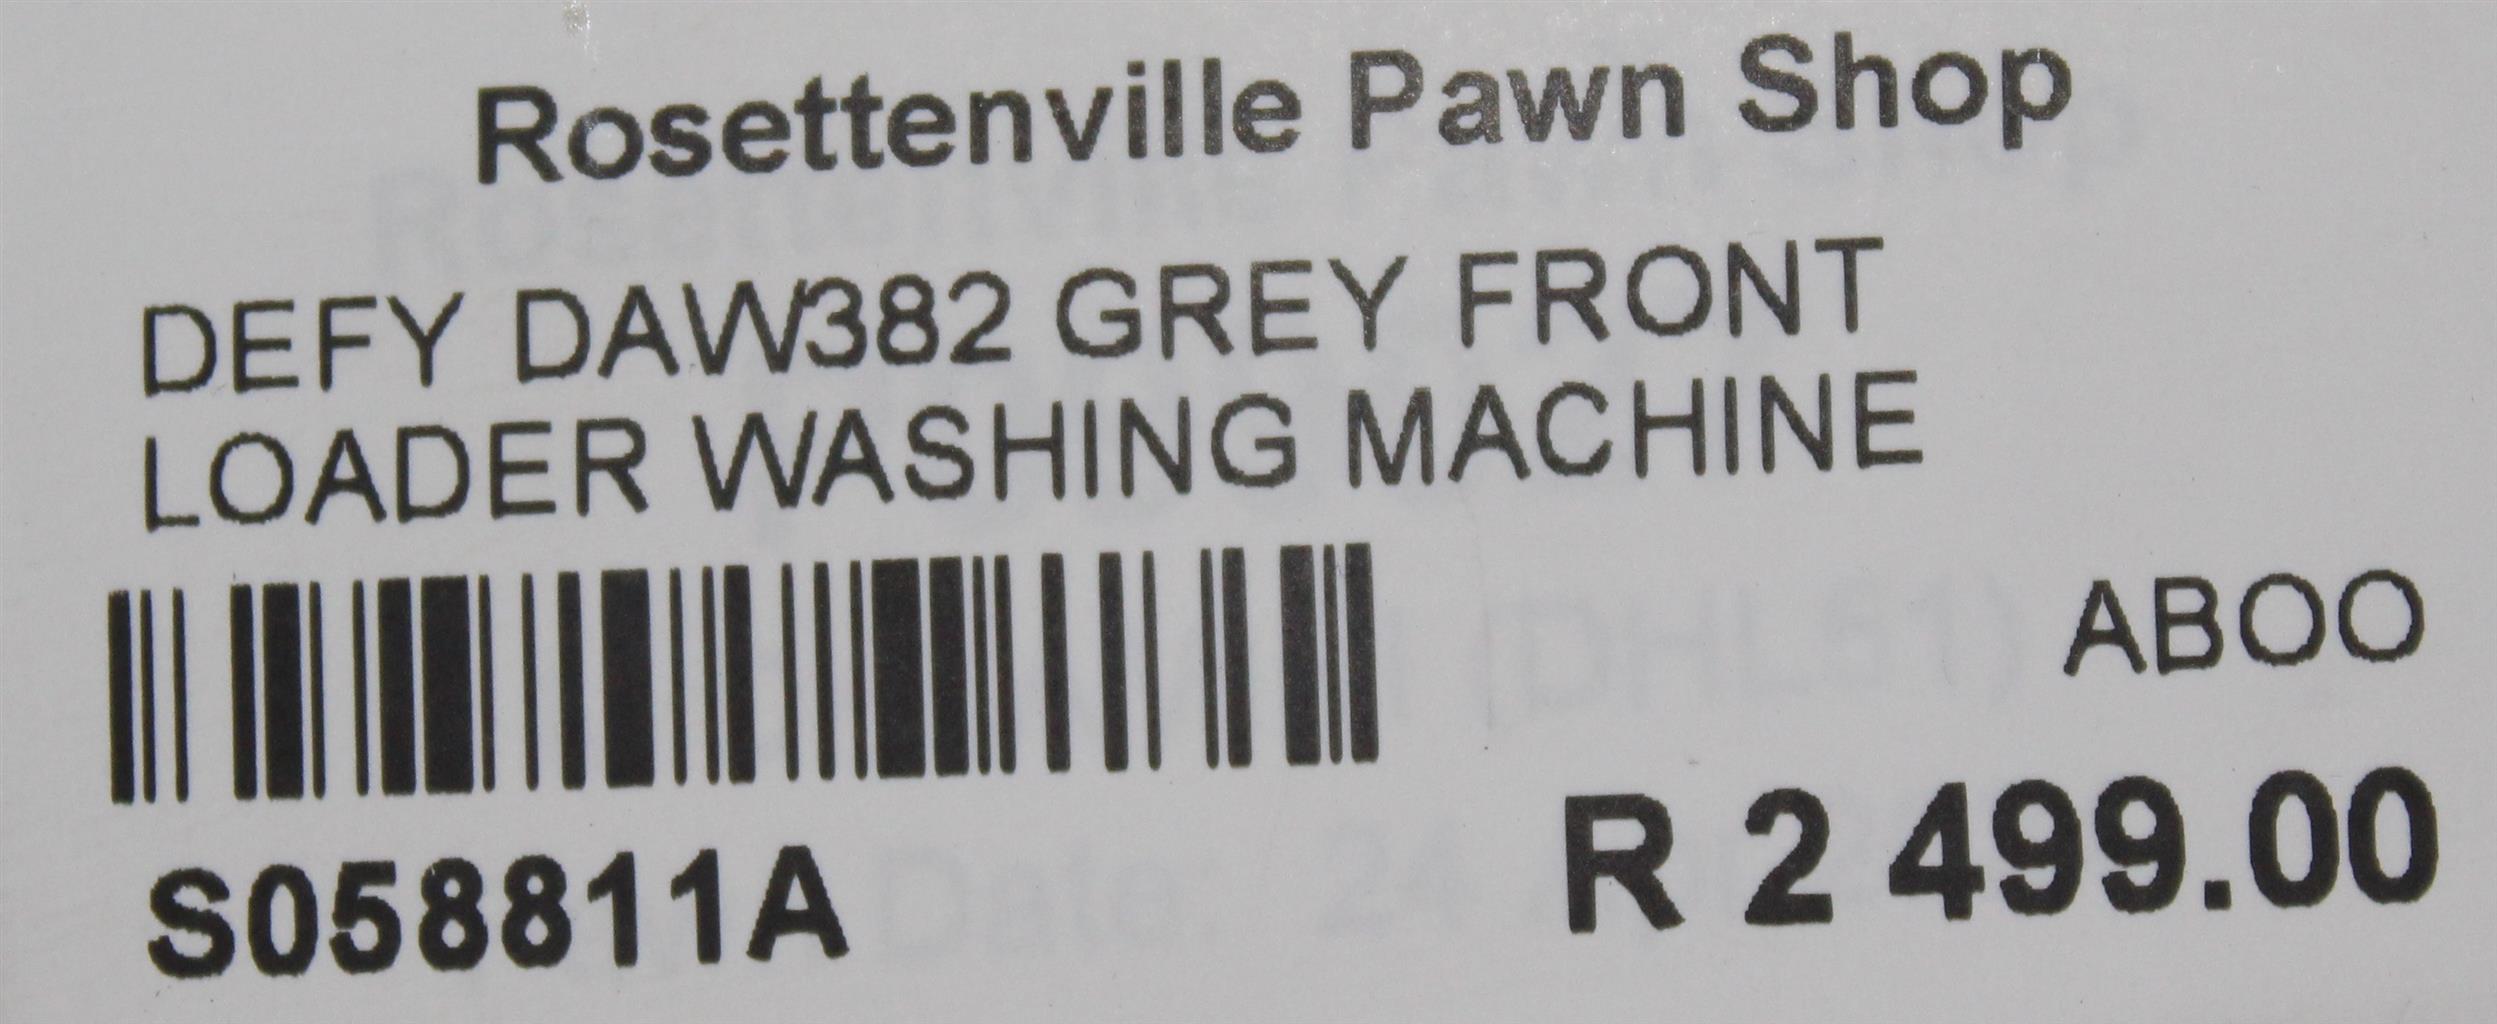 Rosettenville Pawn Shop
DEFY DAW382 GREY FRONT
LOADER WASHING MACHINE
ABOO
S058811A
R 2 499.00